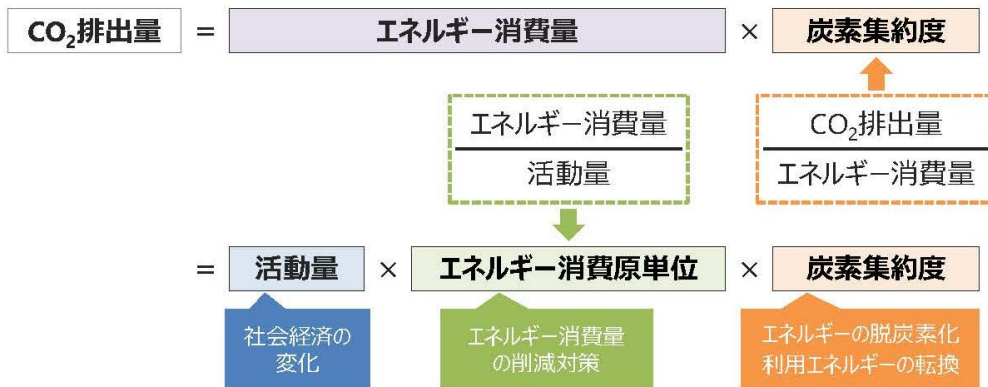 CO₂排出量 = エネルギー消費量 × 炭素集約度
エネルギー消費量
活動量
CO₂排出量
エネルギー消費量
= 活動量 × エネルギー消費原単位 × 炭素集約度
社会経済の
変化
エネルギー消費量
の削減対策
エネルギーの脱炭素化
利用エネルギーの転換